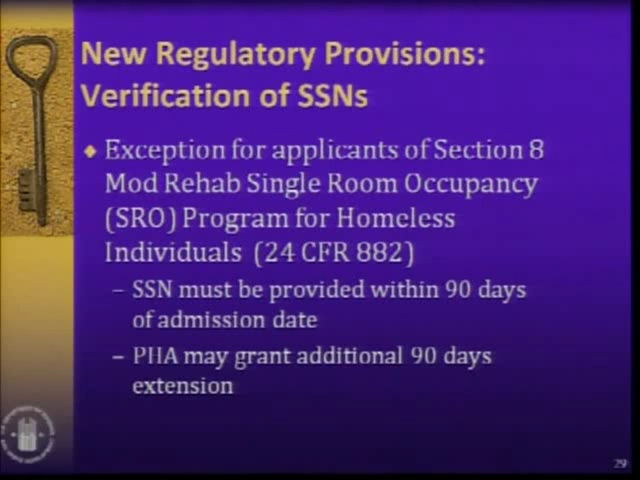 New Regulatory Provisions:
Verification of SSNs
Exception for applicants of Section 8
Mod Rehab Single Room Occupancy
(SRO) Program for Homeless
Individuals (24 CFR 882)
– SSN must be provided within 90 days
of admission date
– PHA may grant additional 90 days
extension
29